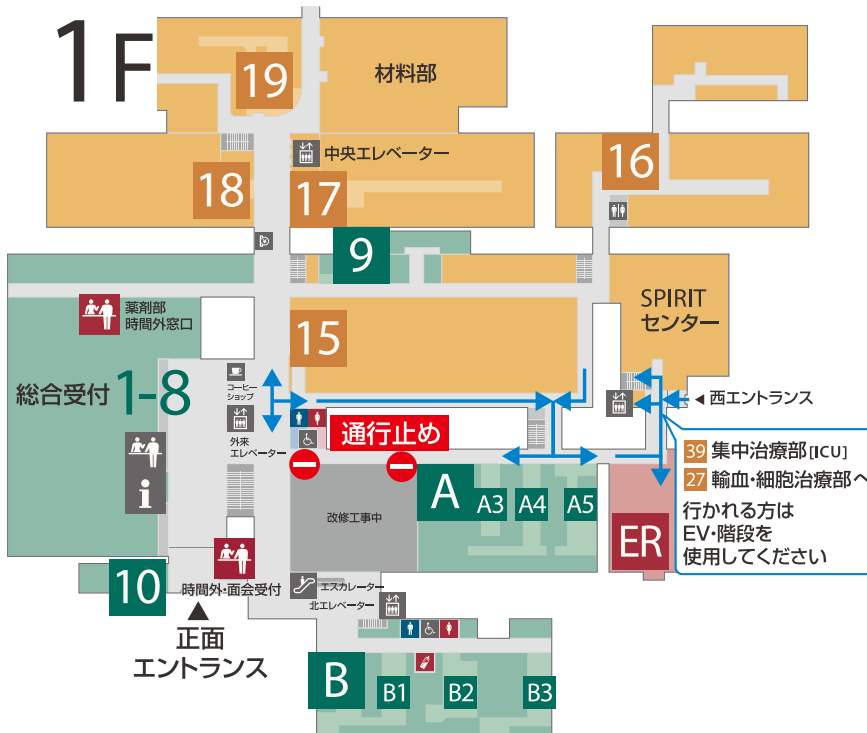 1F
19
材料部
中央エレベーター
18
17
16
9
薬剤部
時間外窓口
15
SPIRIT
センター
総合受付 1-8
コーヒー
ショップ
外来
エレベーター
通行止め
◀ 西エントランス
39 集中治療部[ICU]
27 輸血・細胞治療部へ
行かれる方は
EV・階段を
使用してください
i
A
A3
A4
A5
改修工事中
ER
10
時間外・面会受付
エスカレーター
北エレベーター
▲
正面
エントランス
B
B1
B2
B3